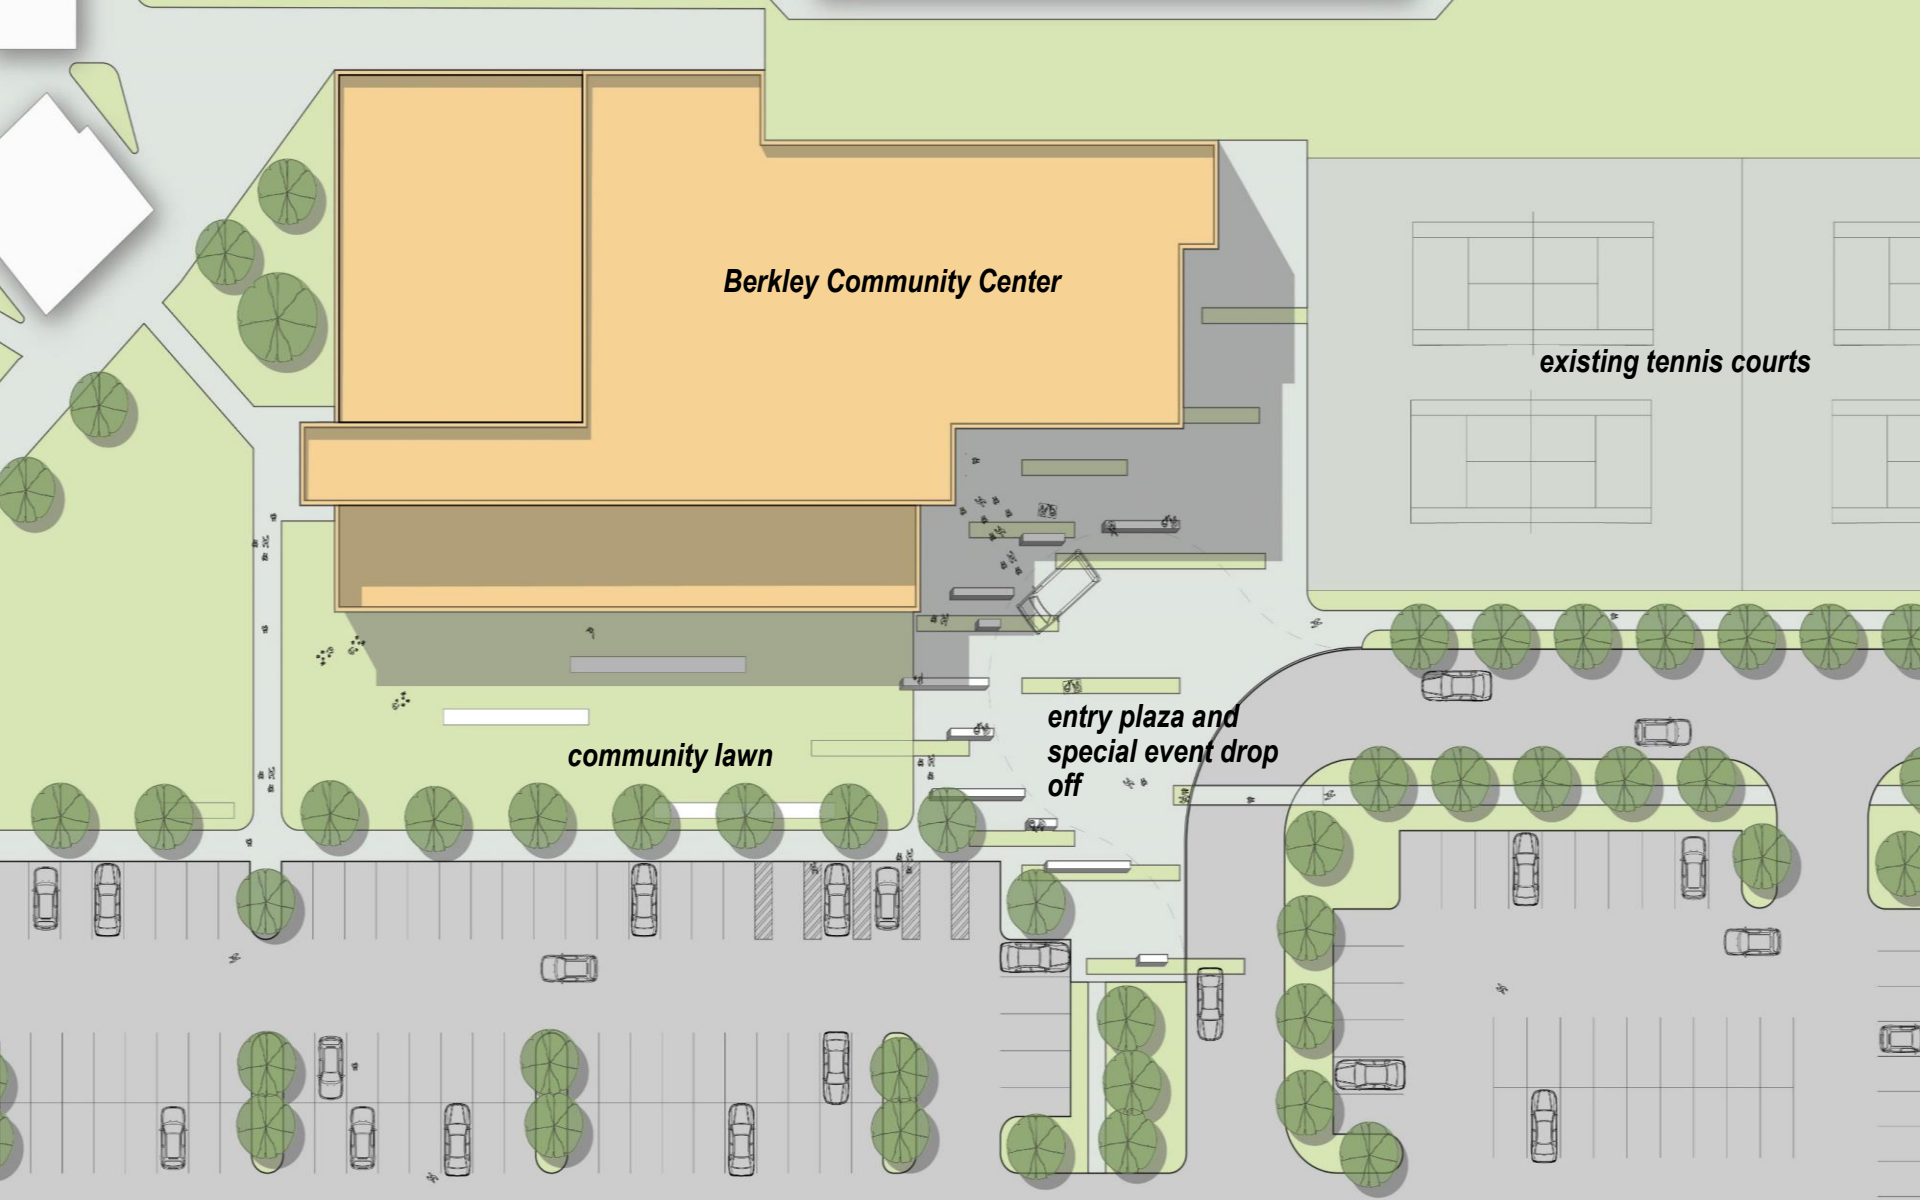 Berkley Community Center
existing tennis courts
entry plaza and
special event drop
off
community lawn